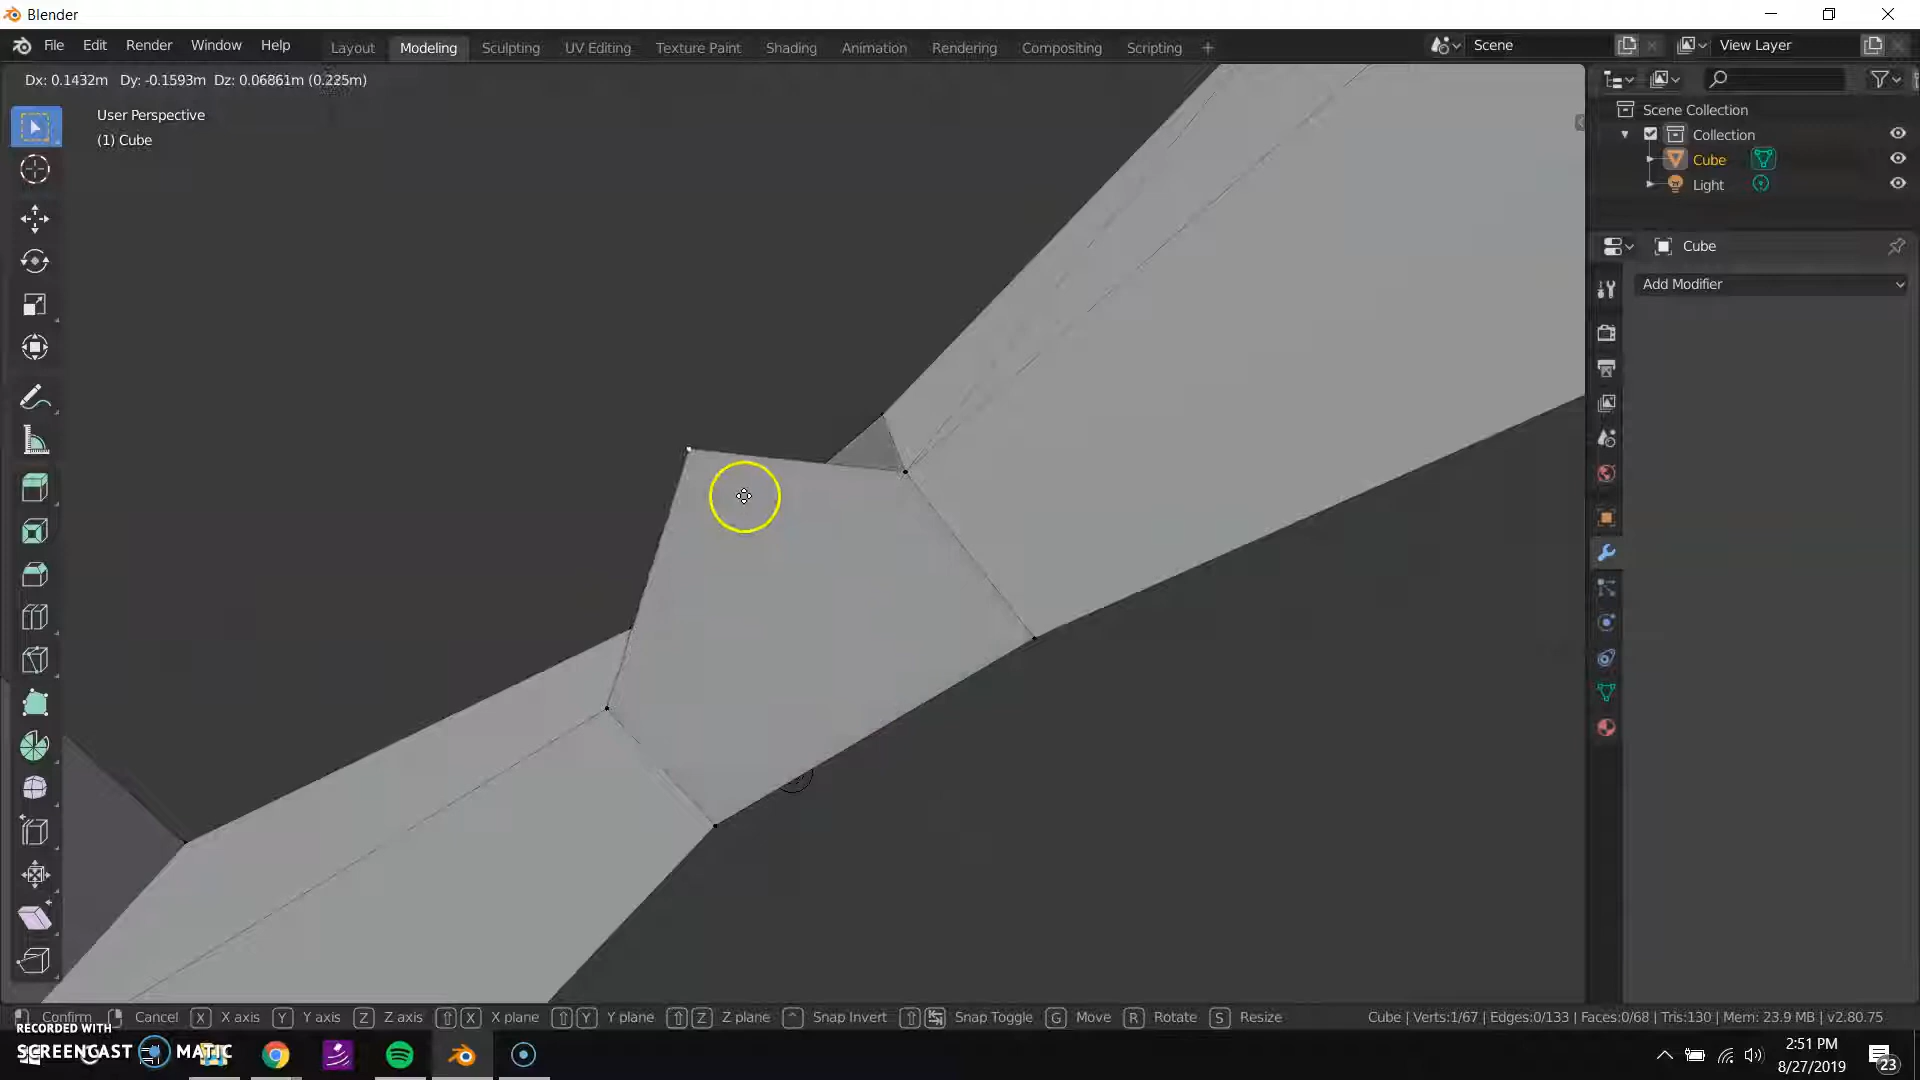 Blender
File Edit Render Window Help Layout Modeling Sculpting UV Editing Texture Paint Shading Animation Rendering Compositing Scripting + Scene View Layer
Dx: 0.1432m Dy: -0.1593m Dz: 0.06861m (0.225m)
User Perspective
(1) Cube
Scene Collection
Collection
Cube
Light
Cube
Add Modifier
Confirm Cancel X X axis Y Y axis Z Z axis X X plane Y Y plane Z Z plane ^ Snap Invert Snap Toggle G Move R Rotate S Resize Cube | Verts:1/67 | Edges:0/133 | Faces:0/68 | Tris:130 | Mem: 23.9 MB | v2.80.75
RECORDED WITH
SCREENCAST MATIC
2:51 PM
8/27/2019
23